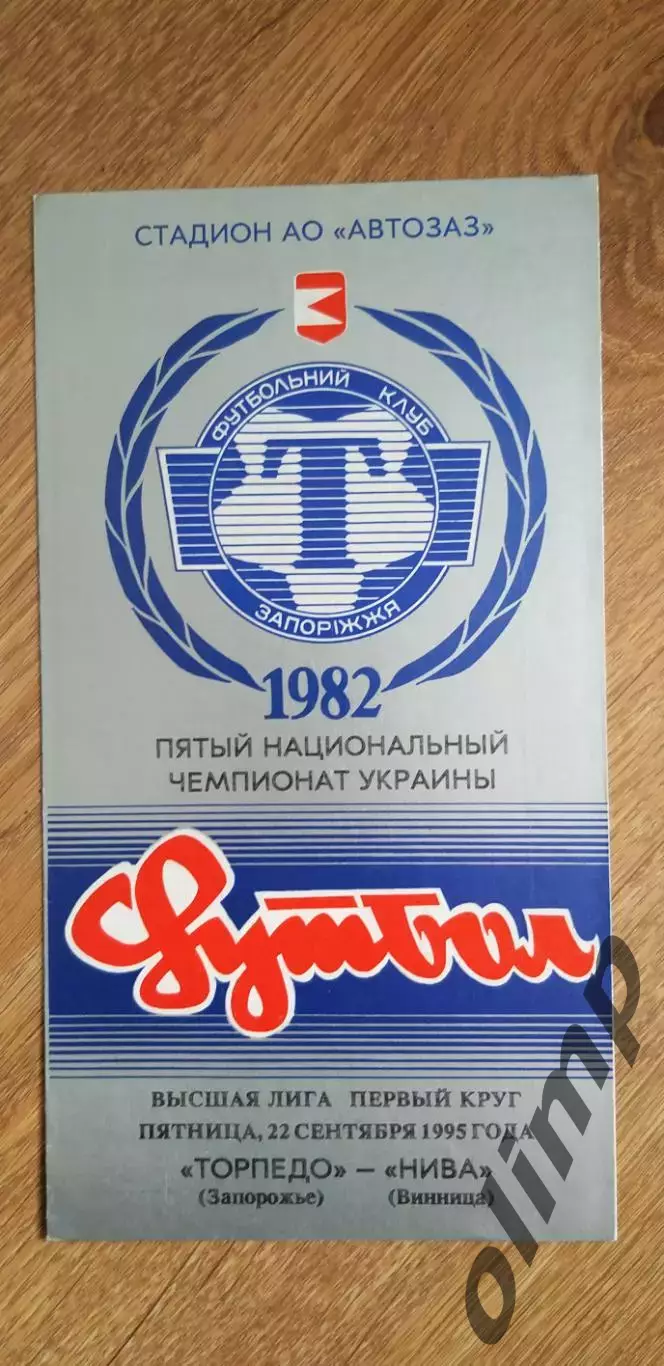 СТАДИОН АО «АВТОЗАЗ»
ФУТБОЛЬНИЙ КЛУБ
Т
ЗАПОРІЖЖЯ
1982
ПЯТЫЙ НАЦИОНАЛЬНЫЙ
ЧЕМПИОНАТ УКРАИНЫ
Футбол
ВЫСШАЯ ЛИГА ПЕРВЫЙ КРУГ
ПЯТНИЦА, 22 СЕНТЯБРЯ 1995 ГОДА
«ТОРПЕДО» — «НИВА»
(Запорожье) (Винница)
olimp